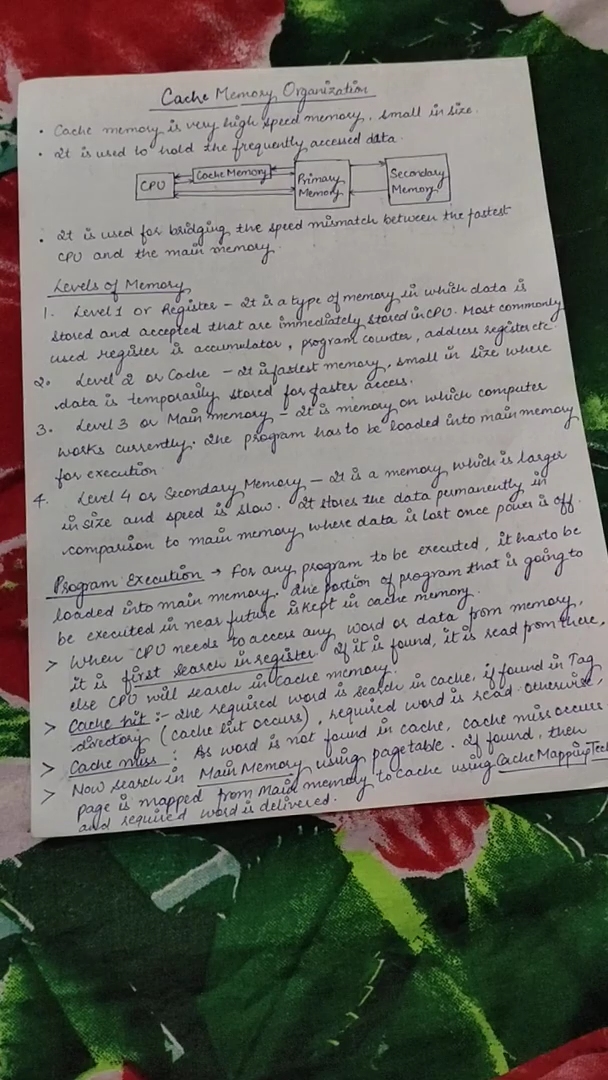 Cache Memory Organization
• Cache memory is very high speed memory, small in size.
• It is used to hold the frequently accessed data.
CPU
Cache Memory
Primary Memory
Secondary Memory
• It is used for bridging the speed mismatch between the fastest
CPU and the main memory.
Levels of Memory
1. Level 1 or Register – It is a type of memory in which data is
stored and accepted that are immediately stored in CPU. Most commonly
used register is accumulator, program counter, address register etc.
2. Level 2 or Cache – It is fastest memory, small in size where
data is temporarily stored for faster access.
3. Level 3 or Main memory – It is memory on which computer
works currently. The program has to be loaded into main memory
for execution
4. Level 4 or Secondary Memory – It is a memory which is larger
in size and speed is slow. It stores the data permanently in
comparison to main memory where data is lost once power is off.
Program Execution → For any program to be executed, it has to be
loaded into main memory. The portion of program that is going to
be executed in near future is kept in cache memory.
> When CPU needs to access any word or data from memory,
it is first search in register. If it is found, it is read from there,
else CPU will search in cache memory.
> Cache hit :- The required word is search in cache, if found in Tag
directory (cache hit occurs), required word is read otherwise,
> Cache miss : As word is not found in cache, cache miss occurs.
> Now search in Main Memory using page table. If found, then
page is mapped from main memory to cache using Cache Mapping Tec
and required word is delivered.